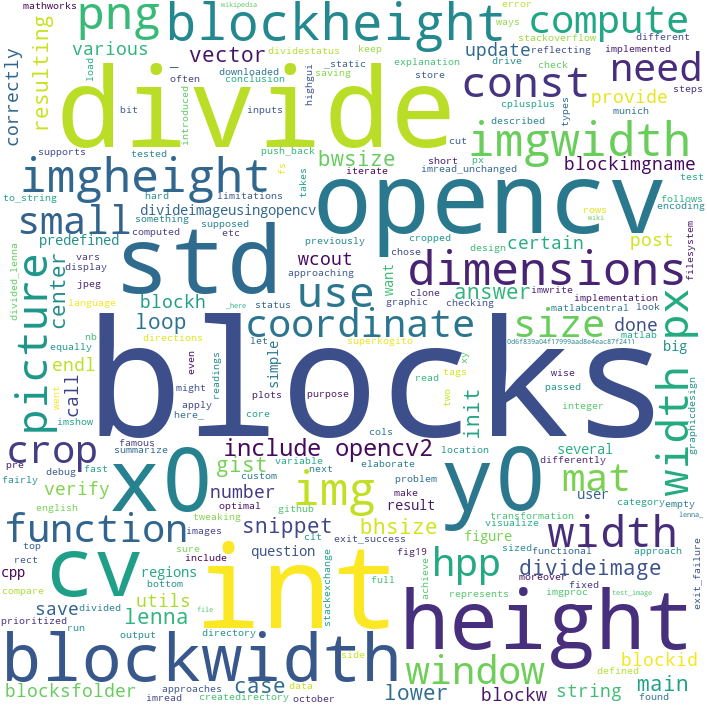 mathworks
png
wikipedia
blockheight
error
ways
compute
various
vector
dividestatus
keep
stackoverflow
different
update
reflecting
implemented
need
load
often
_static
downloaded
conclusion
saving
highgui
explanation
store
drive
check
steps
correctly
resulting
introduced
divide
const
provide
bit
inputs
cplusplus
described
types
munich
supports
tested
push_back
fs
takes
cut
px
imgwidth
bwsize
short
iterate
imread_unchanged
blockimgname
test
imgheight
to_string
hard
limitations
divideimageusingopencv
opencv
rows
wiki
follows
encoding
small
something
computed
supposed
etc
previously
cropped
design
certain
post
predefined
center
std
wcout
dimensions
filesystem
vars
display
approaching
want
chose
clone
checking
imwrite
implementation
jpeg
_here
status
graphic
answer
matlabcentral
look
divided_lenna
picture
blockh
use
size
done
px
language
loop
coordinate
big
nb
equally
directions
let
superkogito
0d6f839a04f17999aad8e4eac87f2411
matlab
endl
even
readings
simple
xy
wise
passed
went
call
imshow
might
plots
purpose
read
tags
two
integer
apply
here_
core
cols
init
width
graphicdesign
blocks
crop
famous
summarize
include opencv2
location
several
differently
pre
debug
fast
x0
gist
custom
variable
next
elaborate
y0
mat
category
empty
fairly
verify
number
img
problem
result
user
english
optimal
github
make
transformation
visualize
lenna_
tweaking
snippet
bhsize
figure
sized
functional
approach
function
top
sure
images
clt
exit_success
width
rect
cv
include
question
fig19
moreover
fixed
cpp
regions
int
full
achieve
hpp
divideimage
exit_failure
compare
bottom
stackexchange
represents
imgproc
test_image
save
divided
utils
file
defined
prioritized
lenna
height
run
output
directory
blockwidth
case
side
data
window
blockid
blocksfolder
approaches
createdirectory
imread
october
lower
blockw
string
main
found